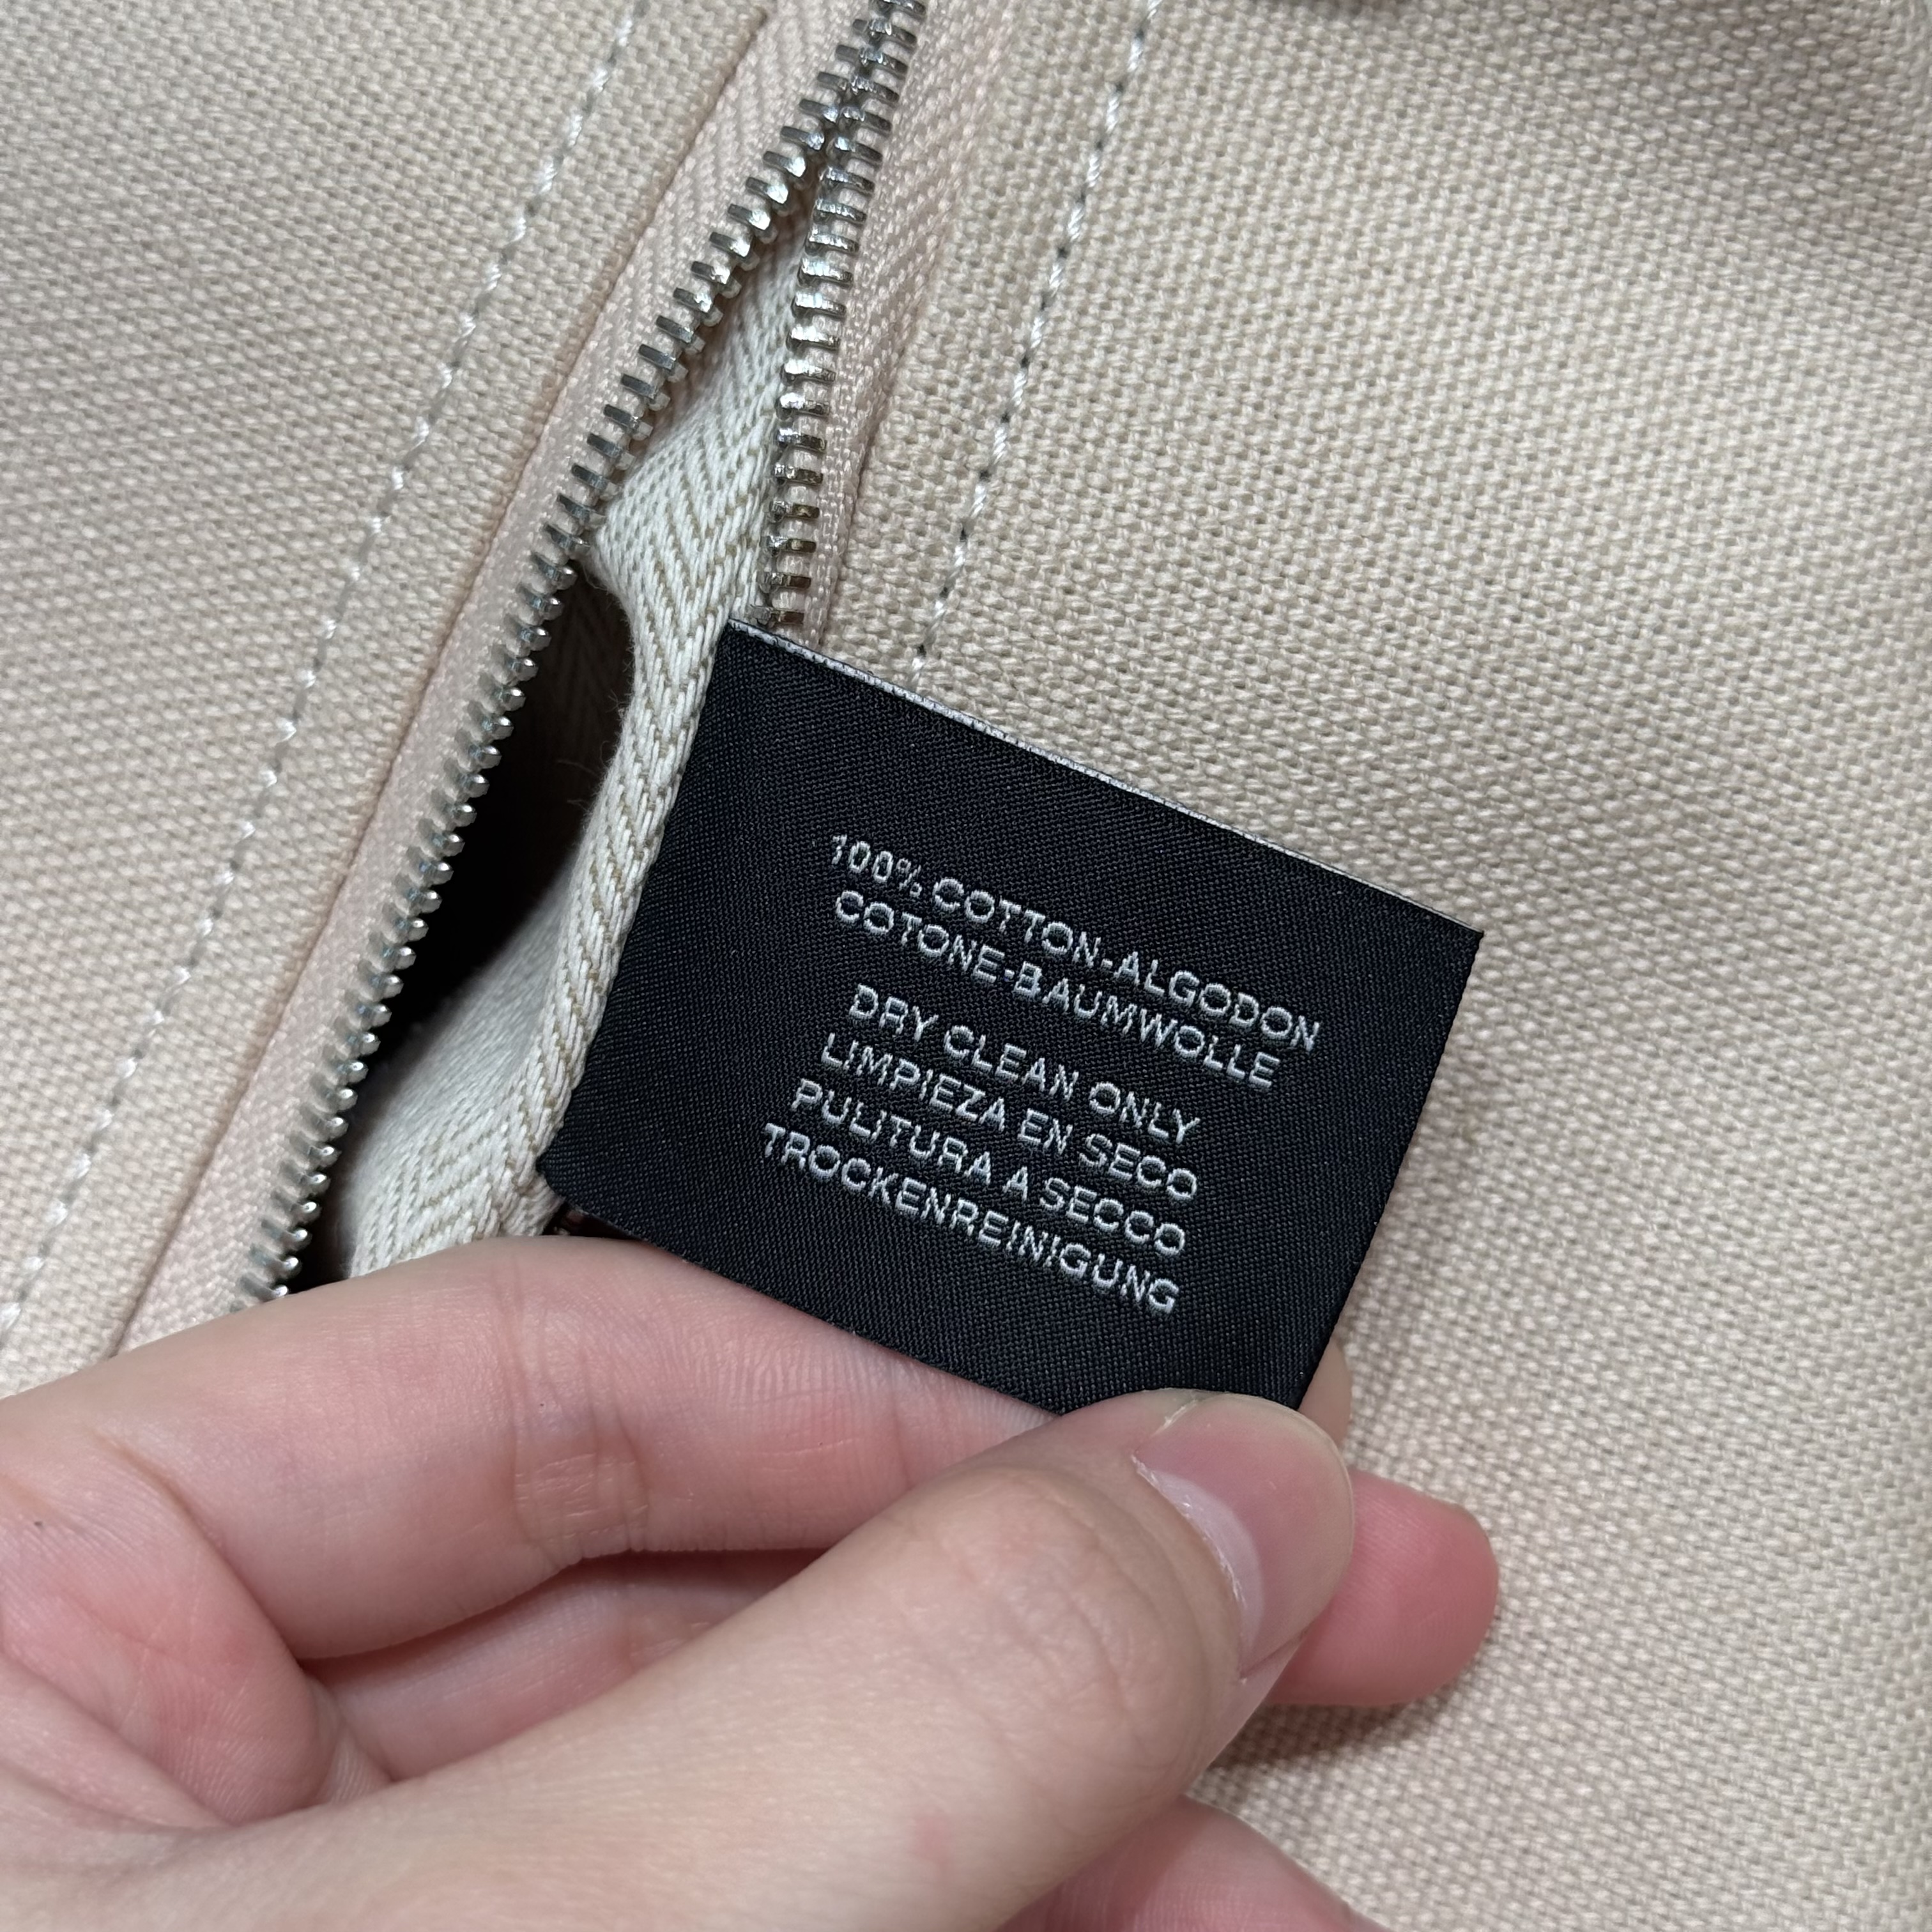 100% COTTON-ALGODON
COTONE-BAUMWOLLE
DRY CLEAN ONLY
LIMPIEZA EN SECO
PULITURA A SECCO
TROCKENREINIGUNG